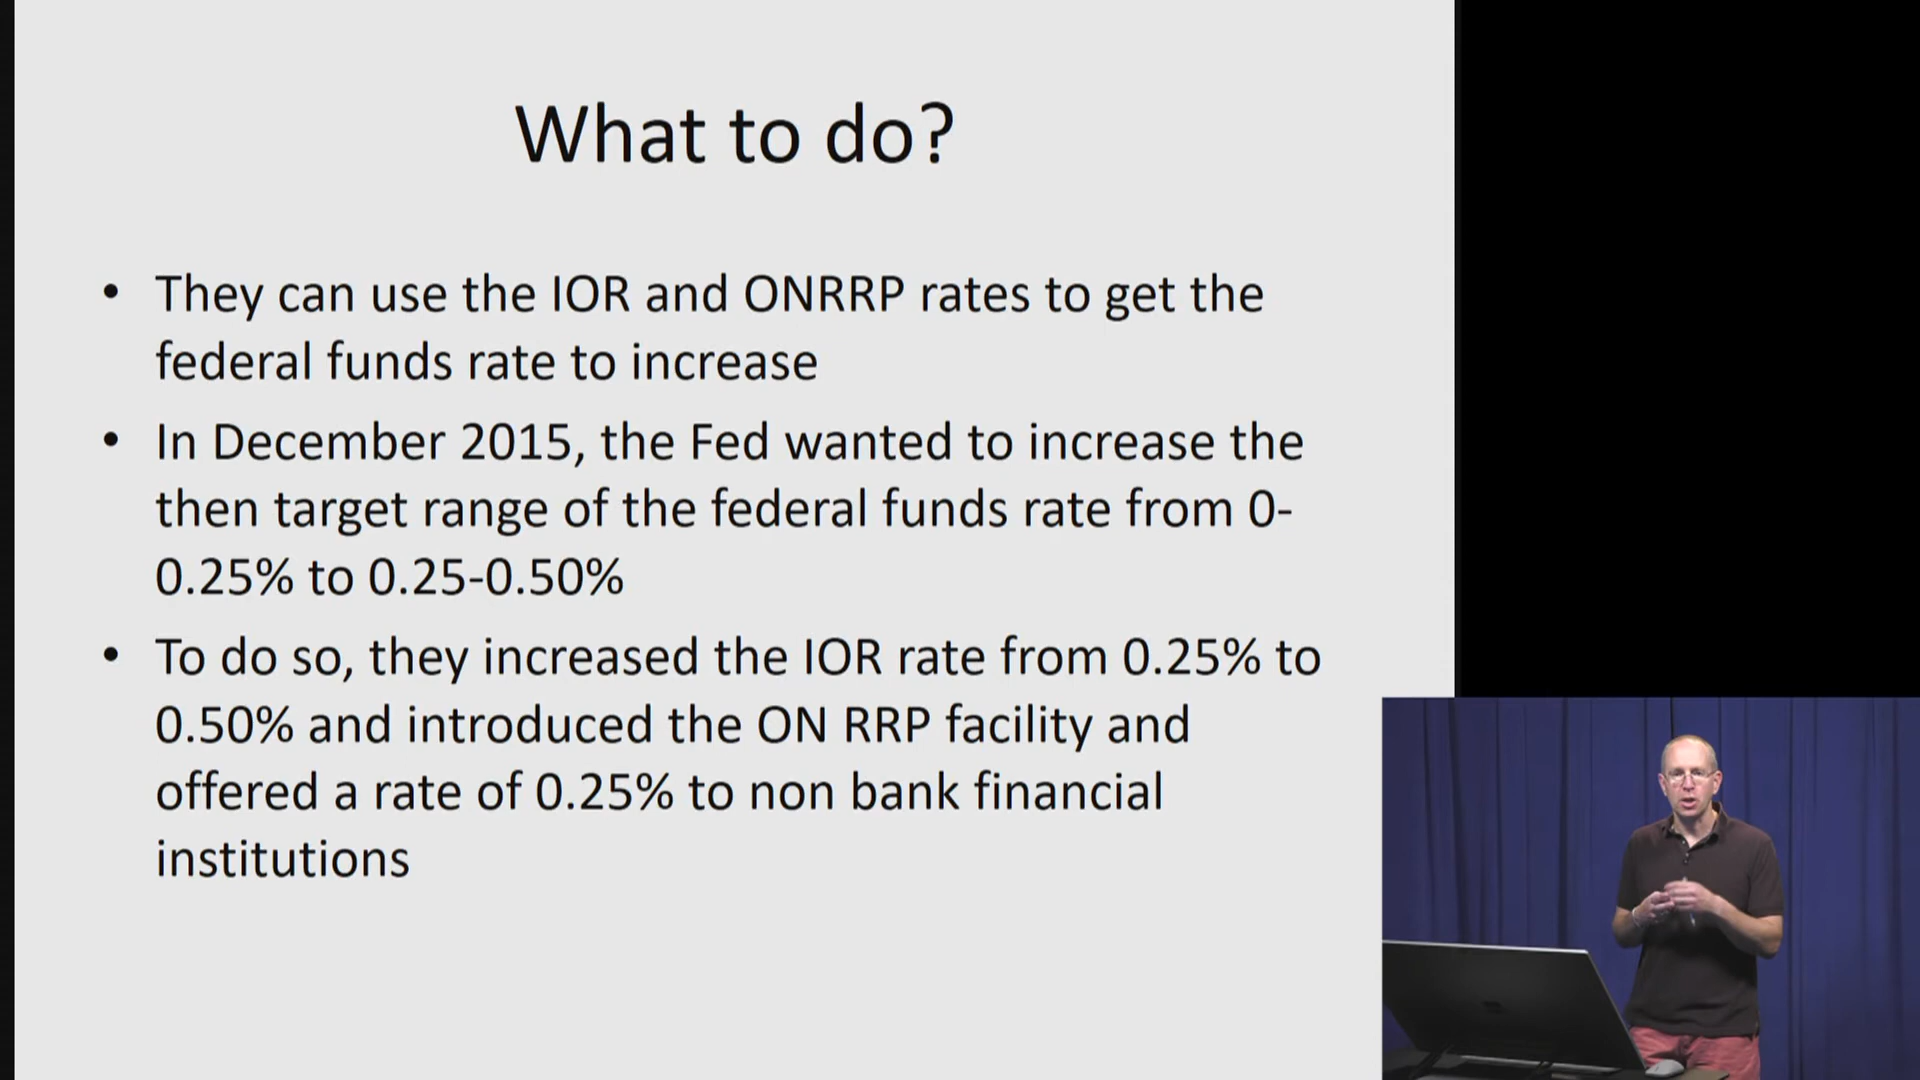 What to do?
• They can use the IOR and ONRRP rates to get the
federal funds rate to increase
• In December 2015, the Fed wanted to increase the
then target range of the federal funds rate from 0-
0.25% to 0.25-0.50%
• To do so, they increased the IOR rate from 0.25% to
0.50% and introduced the ON RRP facility and
offered a rate of 0.25% to non bank financial
institutions